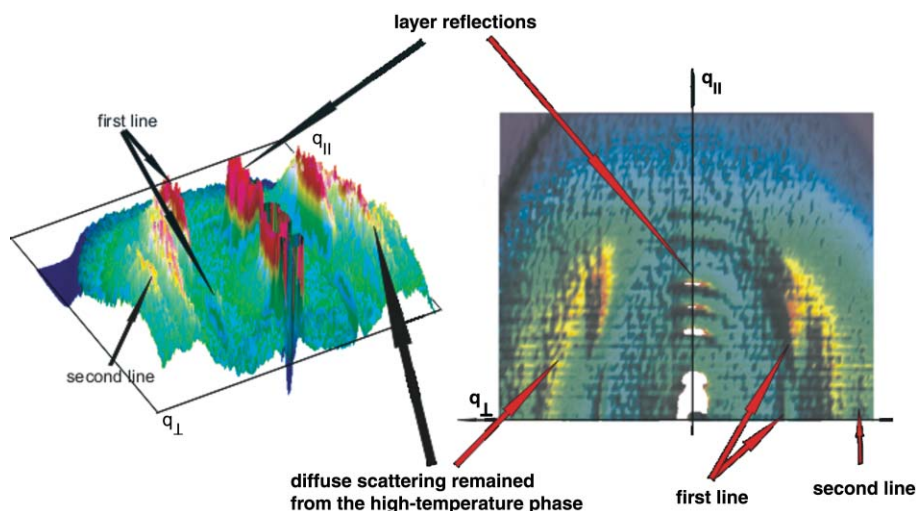 layer reflections
first line
q||
second line
q⊥
q||
q⊥
diffuse scattering remained
from the high-temperature phase
first line
second line